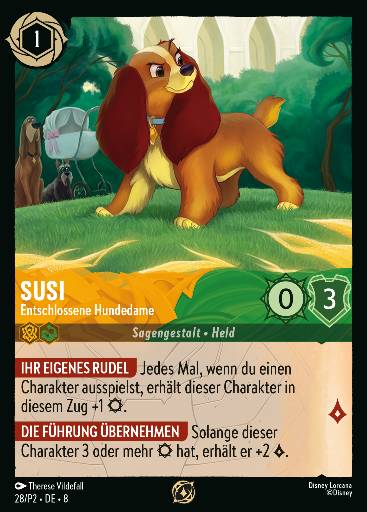 1
SUSI
Entschlossene Hundedame
0
3
Sagengestalt • Held
IHR EIGENES RUDEL Jedes Mal, wenn du einen
Charakter ausspielst, erhält dieser Charakter in
diesem Zug +1 .
DIE FÜHRUNG ÜBERNEHMEN Solange dieser
Charakter 3 oder mehr hat, erhält er +2 .
Therese Vildefall
28/P2 • DE • 8
Disney Lorcana
©Disney